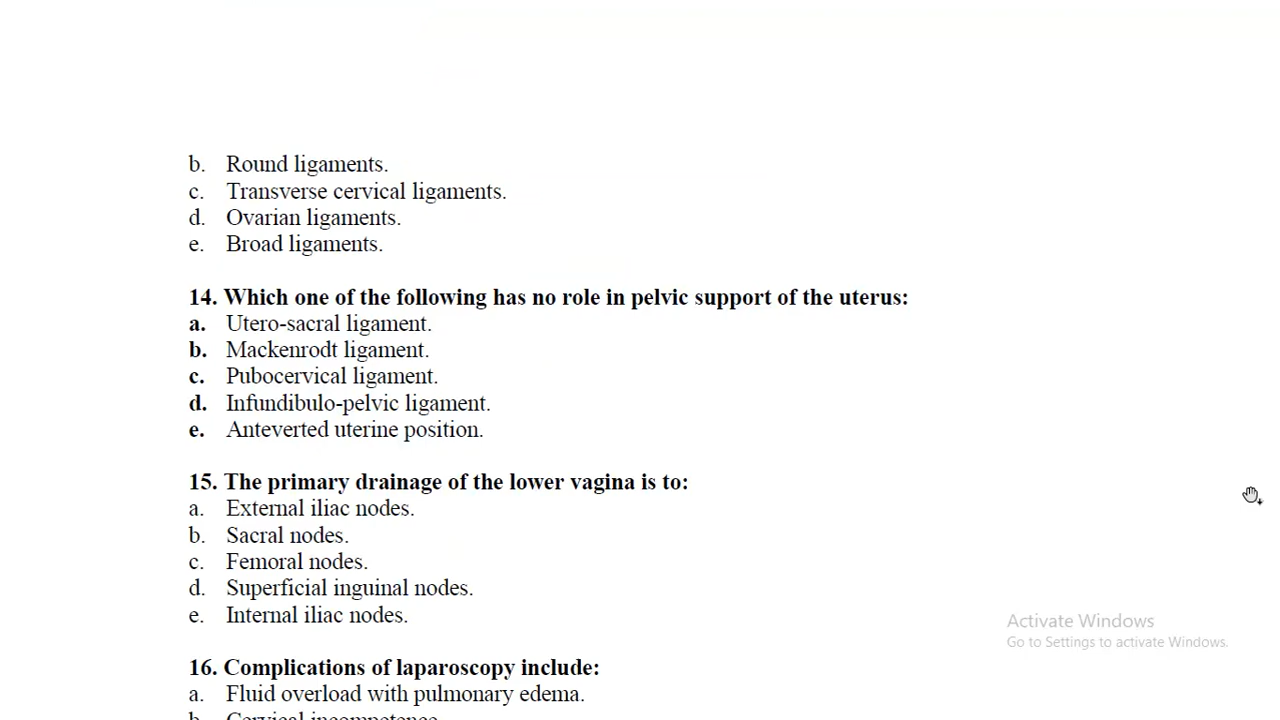 b. Round ligaments.
c. Transverse cervical ligaments.
d. Ovarian ligaments.
e. Broad ligaments.
14. Which one of the following has no role in pelvic support of the uterus:
a. Utero-sacral ligament.
b. Mackenrodt ligament.
c. Pubocervical ligament.
d. Infundibulo-pelvic ligament.
e. Anteverted uterine position.
15. The primary drainage of the lower vagina is to:
a. External iliac nodes.
b. Sacral nodes.
c. Femoral nodes.
d. Superficial inguinal nodes.
e. Internal iliac nodes.
Activate Windows
Go to Settings to activate Windows.
16. Complications of laparoscopy include:
a. Fluid overload with pulmonary edema.
b. Cervical incompetence